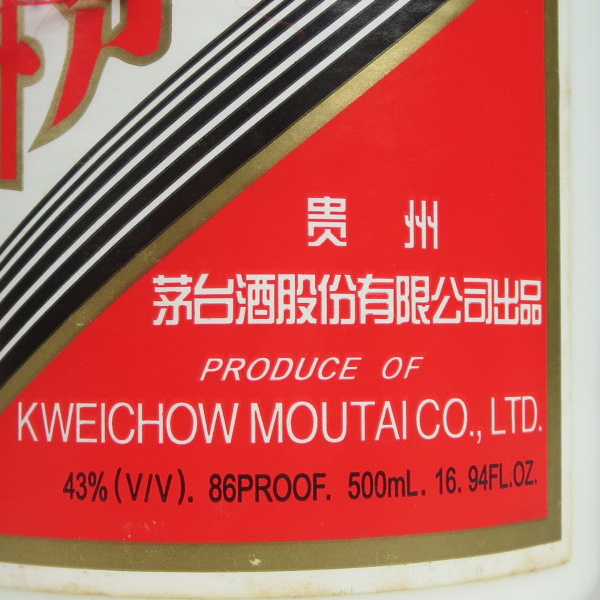 贵州
茅台酒股份有限公司出品
PRODUCE OF
KWEICHOW MOUTAI CO., LTD.
43%(V/V). 86PROOF. 500mL. 16.94FL.OZ.